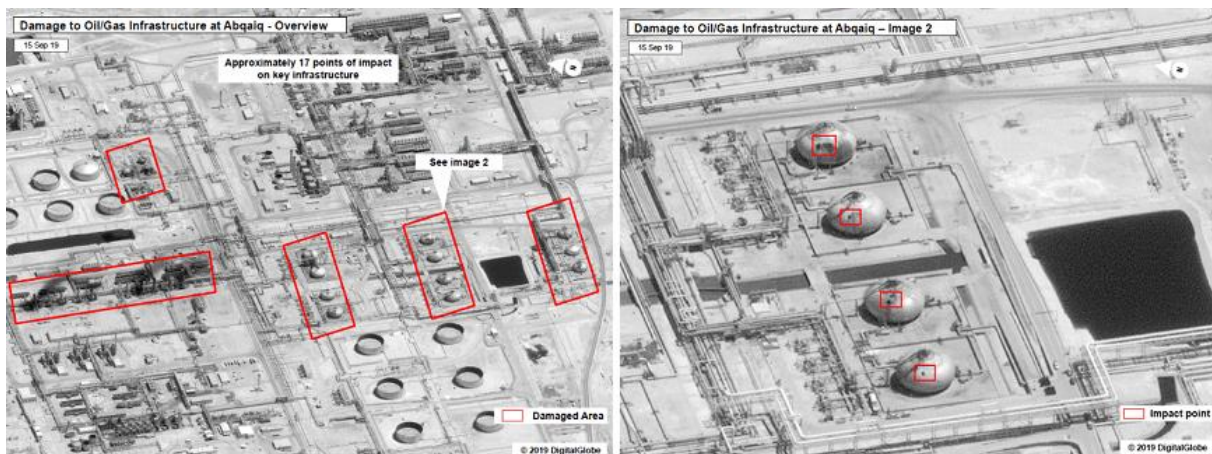 Damage to Oil/Gas Infrastructure at Abqaiq - Overview
15 Sep 19
Approximately 17 points of impact
on key infrastructure
N
See image 2
Damaged Area
© 2019 DigitalGlobe
Damage to Oil/Gas Infrastructure at Abqaiq – Image 2
15 Sep 19
N
Impact point
© 2019 DigitalGlobe